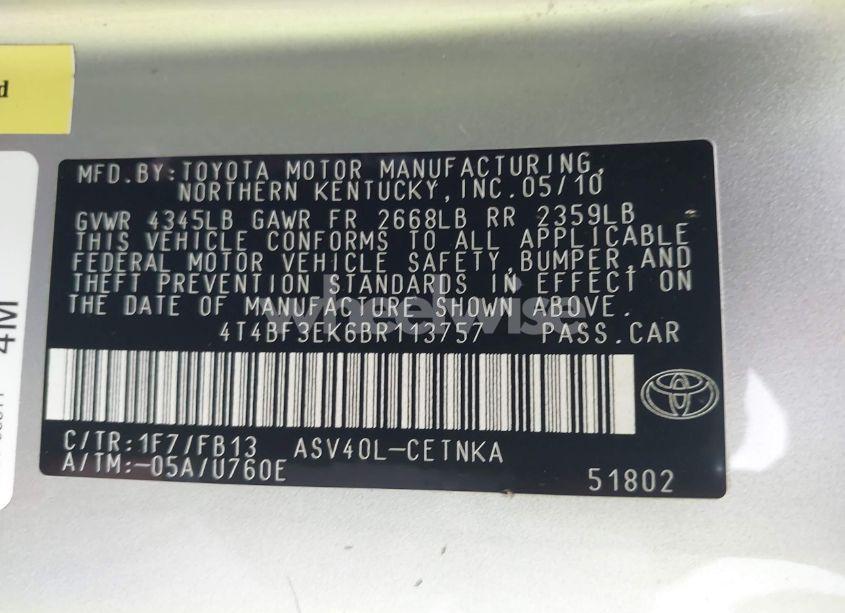 d
4M
MFD.BY:TOYOTA MOTOR MANUFACTURING,
NORTHERN KENTUCKY, INC.05/10
GVWR 4345LB GAWR FR 2668LB RR 2359LB
THIS VEHICLE CONFORMS TO ALL APPLICABLE
FEDERAL MOTOR VEHICLE SAFETY, BUMPER, AND
THEFT PREVENTION STANDARDS IN EFFECT ON
THE DATE OF MANUFACTURE SHOWN ABOVE.
wheelwise
4T4BF3EK6BR113757 PASS.CAR
C/TR:1F7/FB13 ASV40L-CETNKA
A/TM:-05A/U760E
51802